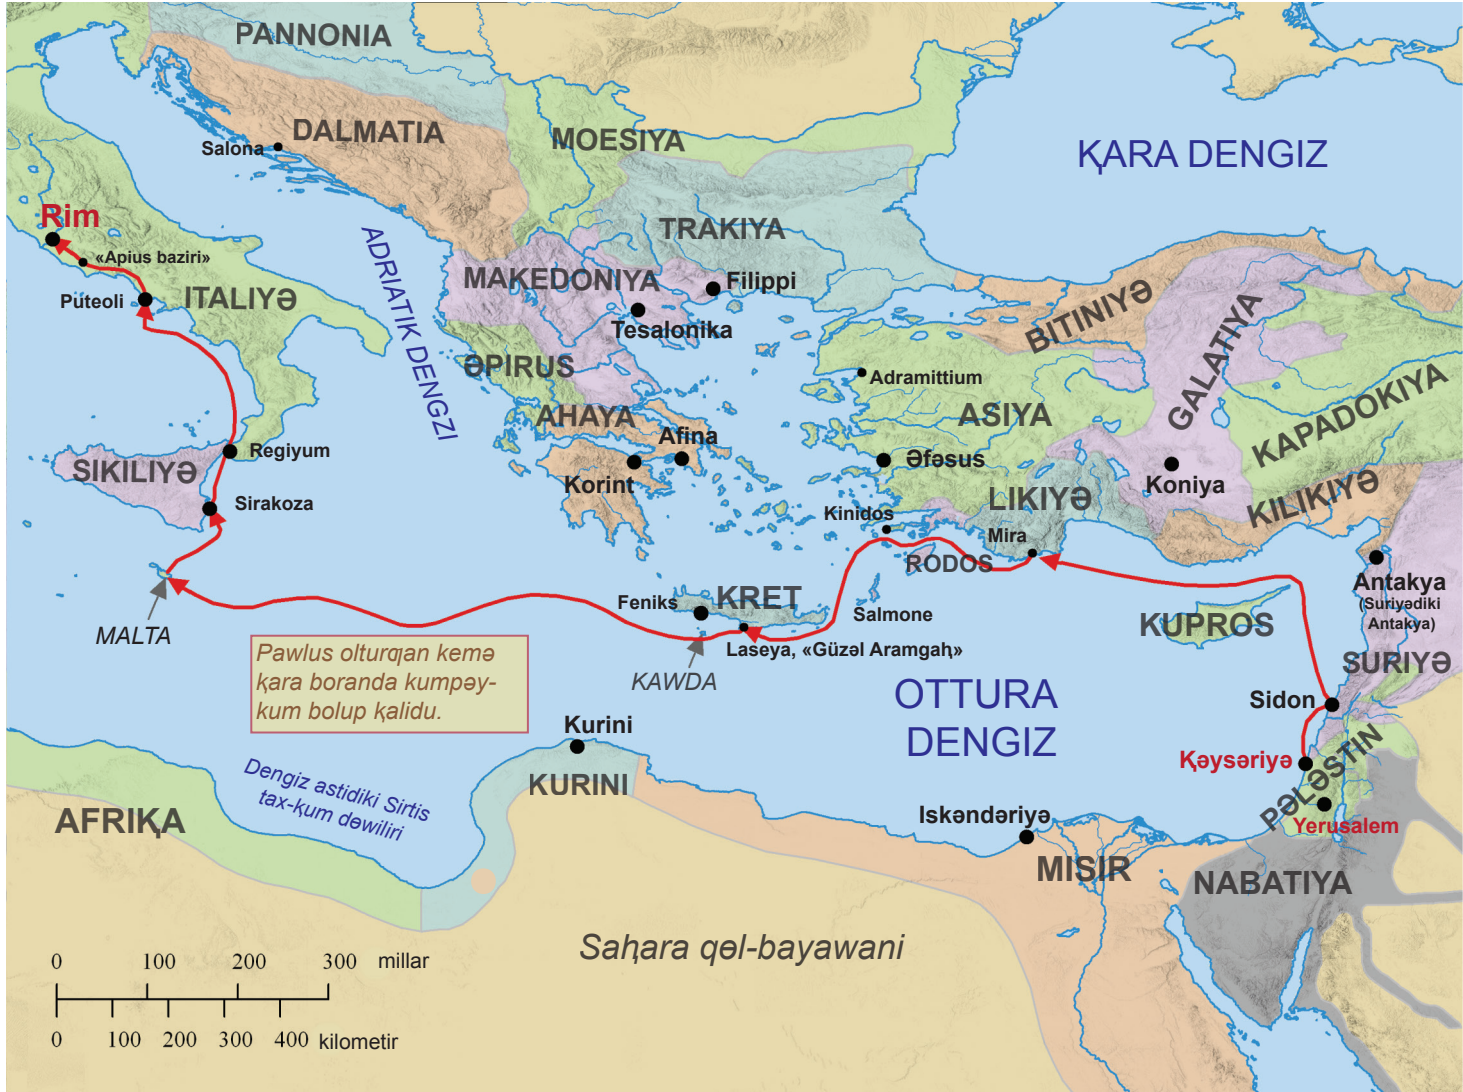 PANNONIA
DALMATIA
Salona
MOESIYA
ⱪARA DENGIZ
Rim
«Apius baziri»
Puteoli
ITALIYƏ
ADRIATIK DENGZI
TRAKIYA
MAKEDONIYA
Filippi
Tesalonika
ƏPIRUS
BITINIYƏ
GALATIYA
KAPADOKIYA
Adramittium
ASIYA
AHAYA
Afina
Korint
Əfəsus
LIKIYƏ
Koniya
KILIKIYƏ
Regiyum
SIKILIYƏ
Sirakoza
Kinidos
Mira
RODOS
Antakya
(Suriyədiki
Antakya)
SURIYƏ
MALTA
Feniks
KRET
Salmone
Laseya, «Güzəl Aramgaⱨ»
KAWDA
KUPROS
Pawlus olturƣan kemə
ⱪara boranda kumpəy-
kum bolup ⱪalidu.
OTTURA
DENGIZ
Sidon
Ⱪəysəriyə
PƏLƏSTIN
Yerusalem
Kurini
KURINI
Dengiz astidiki Sirtis
tax-ⱪum dɵwiliri
AFRIⱪA
Iskəndəriyə
MISIR
NABATIYA
Saⱨara qɵl-bayawani
0 100 200 300 millar
0 100 200 300 400 kilometir